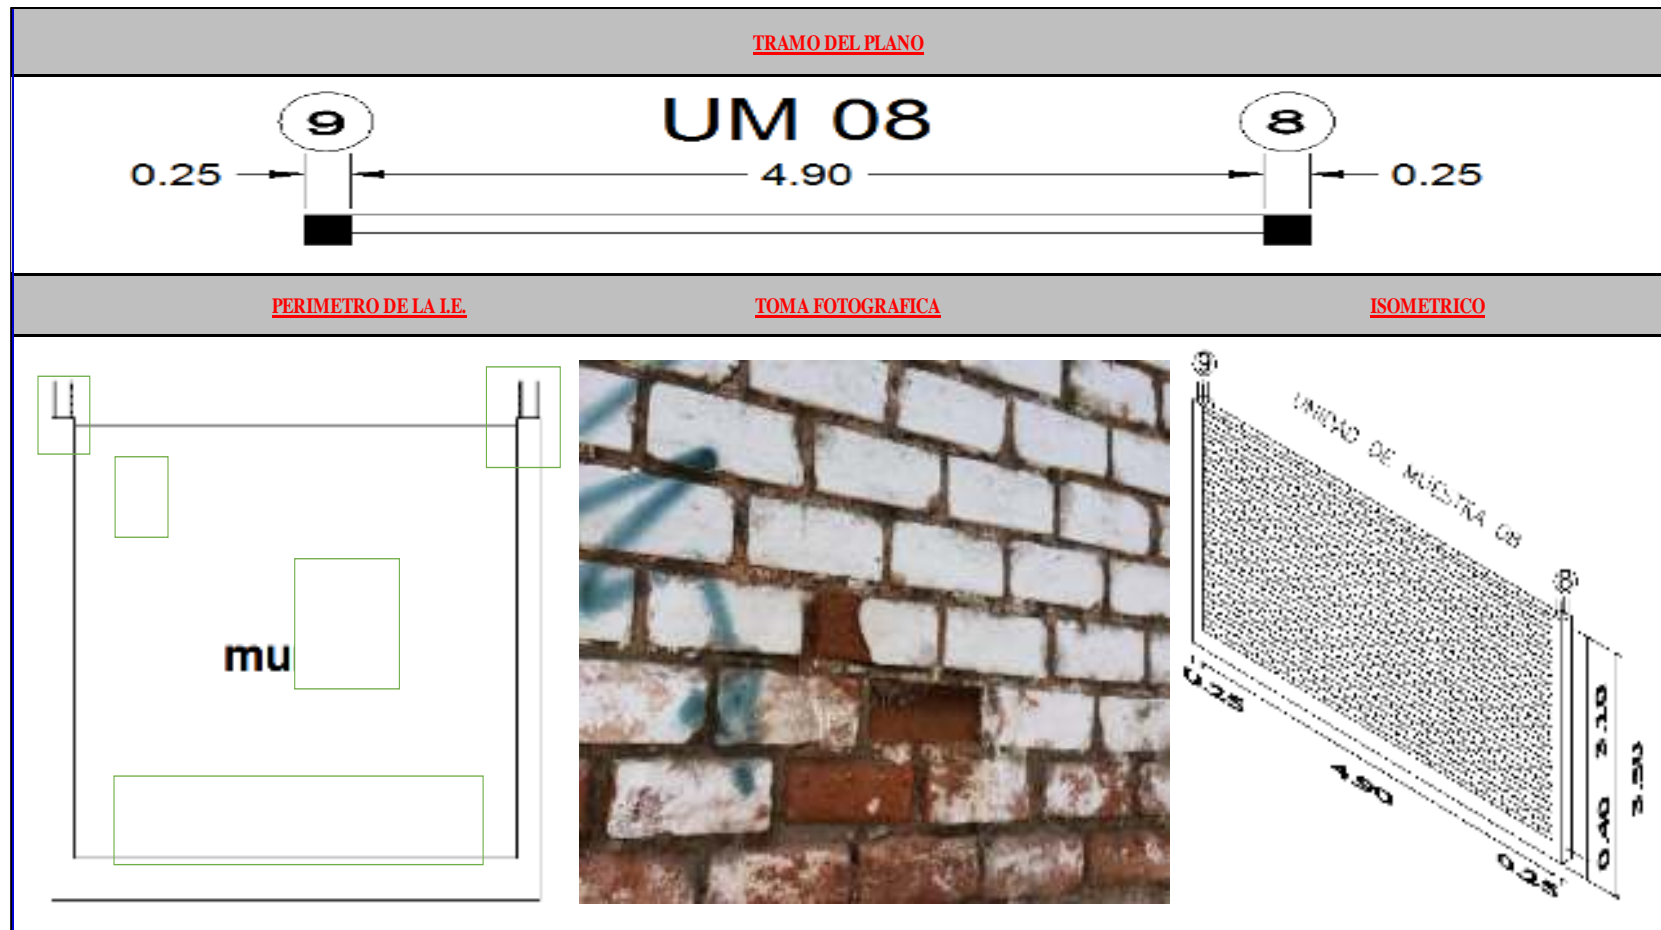 TRAMO DEL PLANO
9 UM 08 8
0.25 4.90 0.25
PERIMETRO DE LA I.E. TOMA FOTOGRAFICA ISOMETRICO
mu
9
UNIDAD DE MUESTRA 08
8
0.25
4.90
0.25
0.40 3.10
3.50